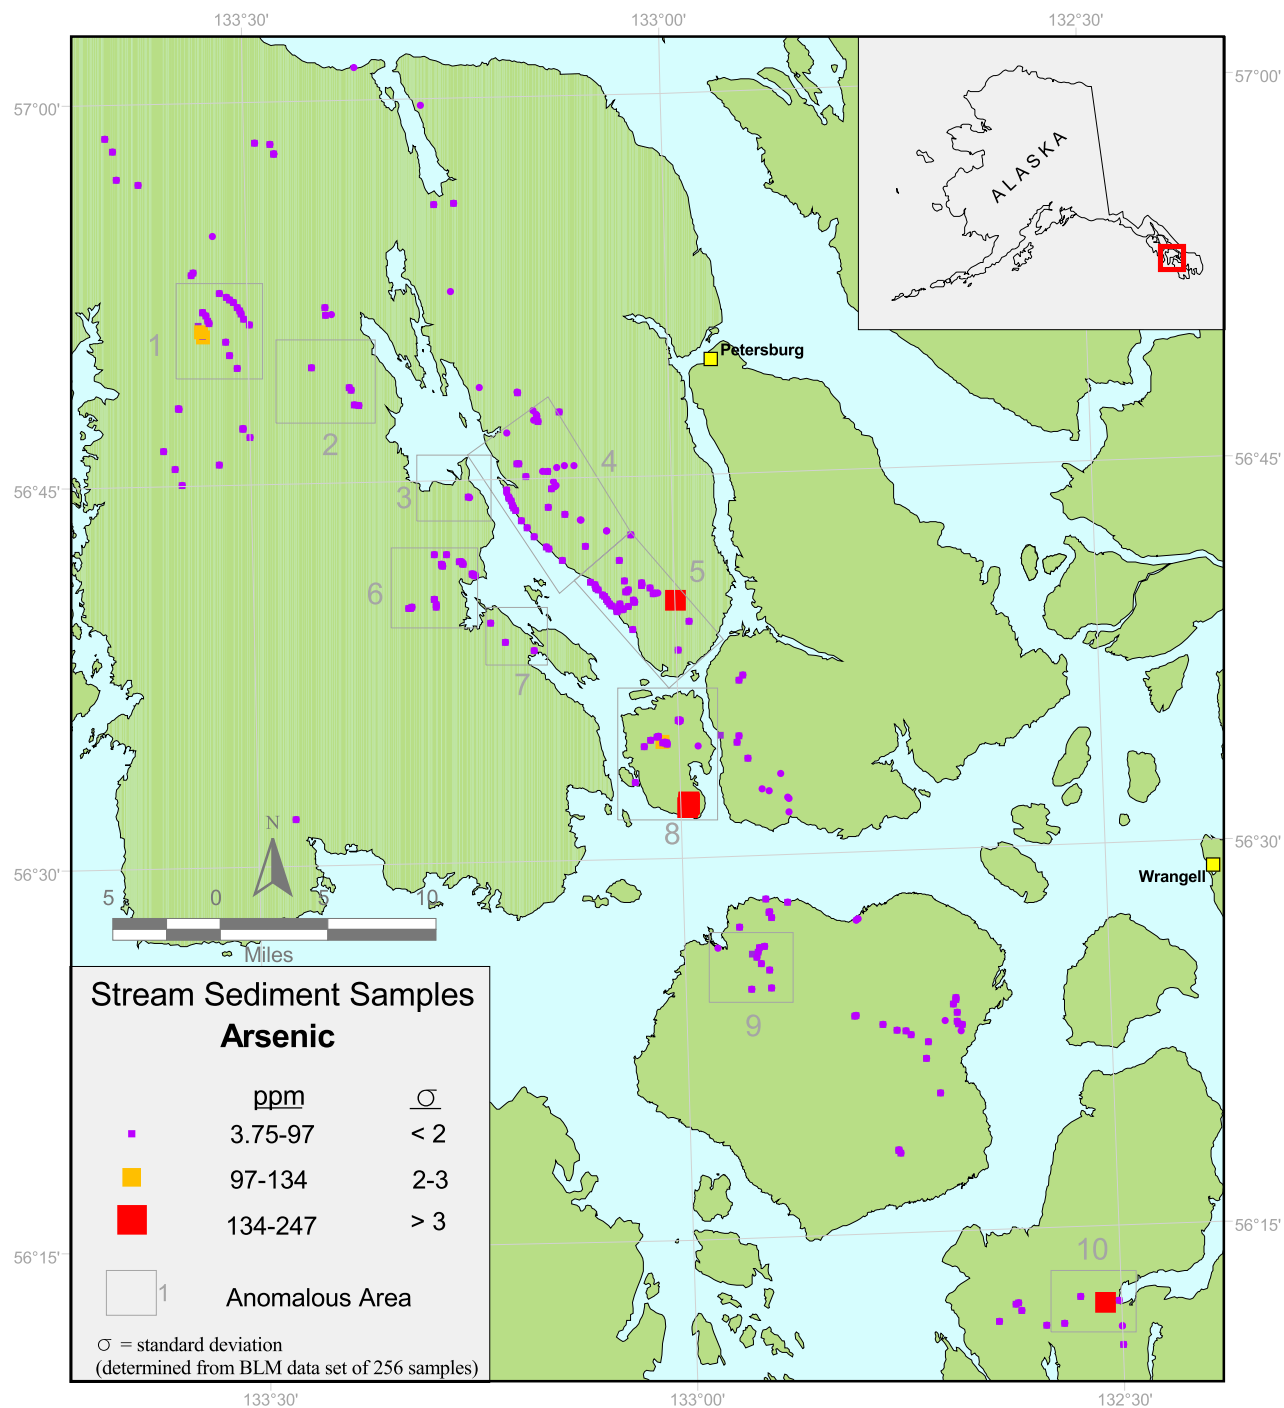 133°30' 133°00' 132°30'
57°00' 57°00'
ALASKA
Petersburg
1
2
3
4
5
6
7
8
9
10
56°45' 56°45'
56°30' 56°30'
Wrangell
N
5 0 5 10
Miles
Stream Sediment Samples
Arsenic
ppm σ
3.75-97 < 2
97-134 2-3
134-247 > 3
1 Anomalous Area
σ = standard deviation
(determined from BLM data set of 256 samples)
56°15' 56°15'
133°30' 133°00' 132°30'